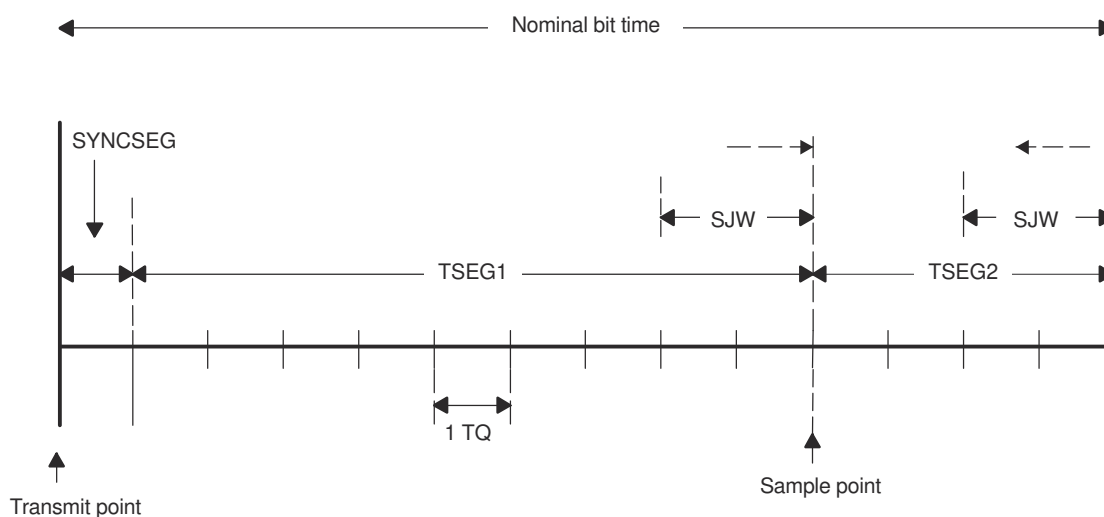 Nominal bit time
SYNCSEG
SJW
SJW
TSEG1
TSEG2
1 TQ
Sample point
Transmit point